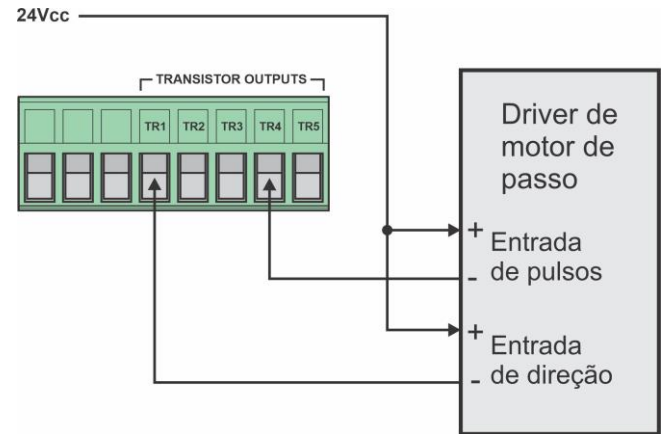 24Vcc
TRANSISTOR OUTPUTS
TR1 TR2 TR3 TR4 TR5
Driver de
motor de
passo
+
Entrada
de pulsos
-
+
Entrada
de direção
-